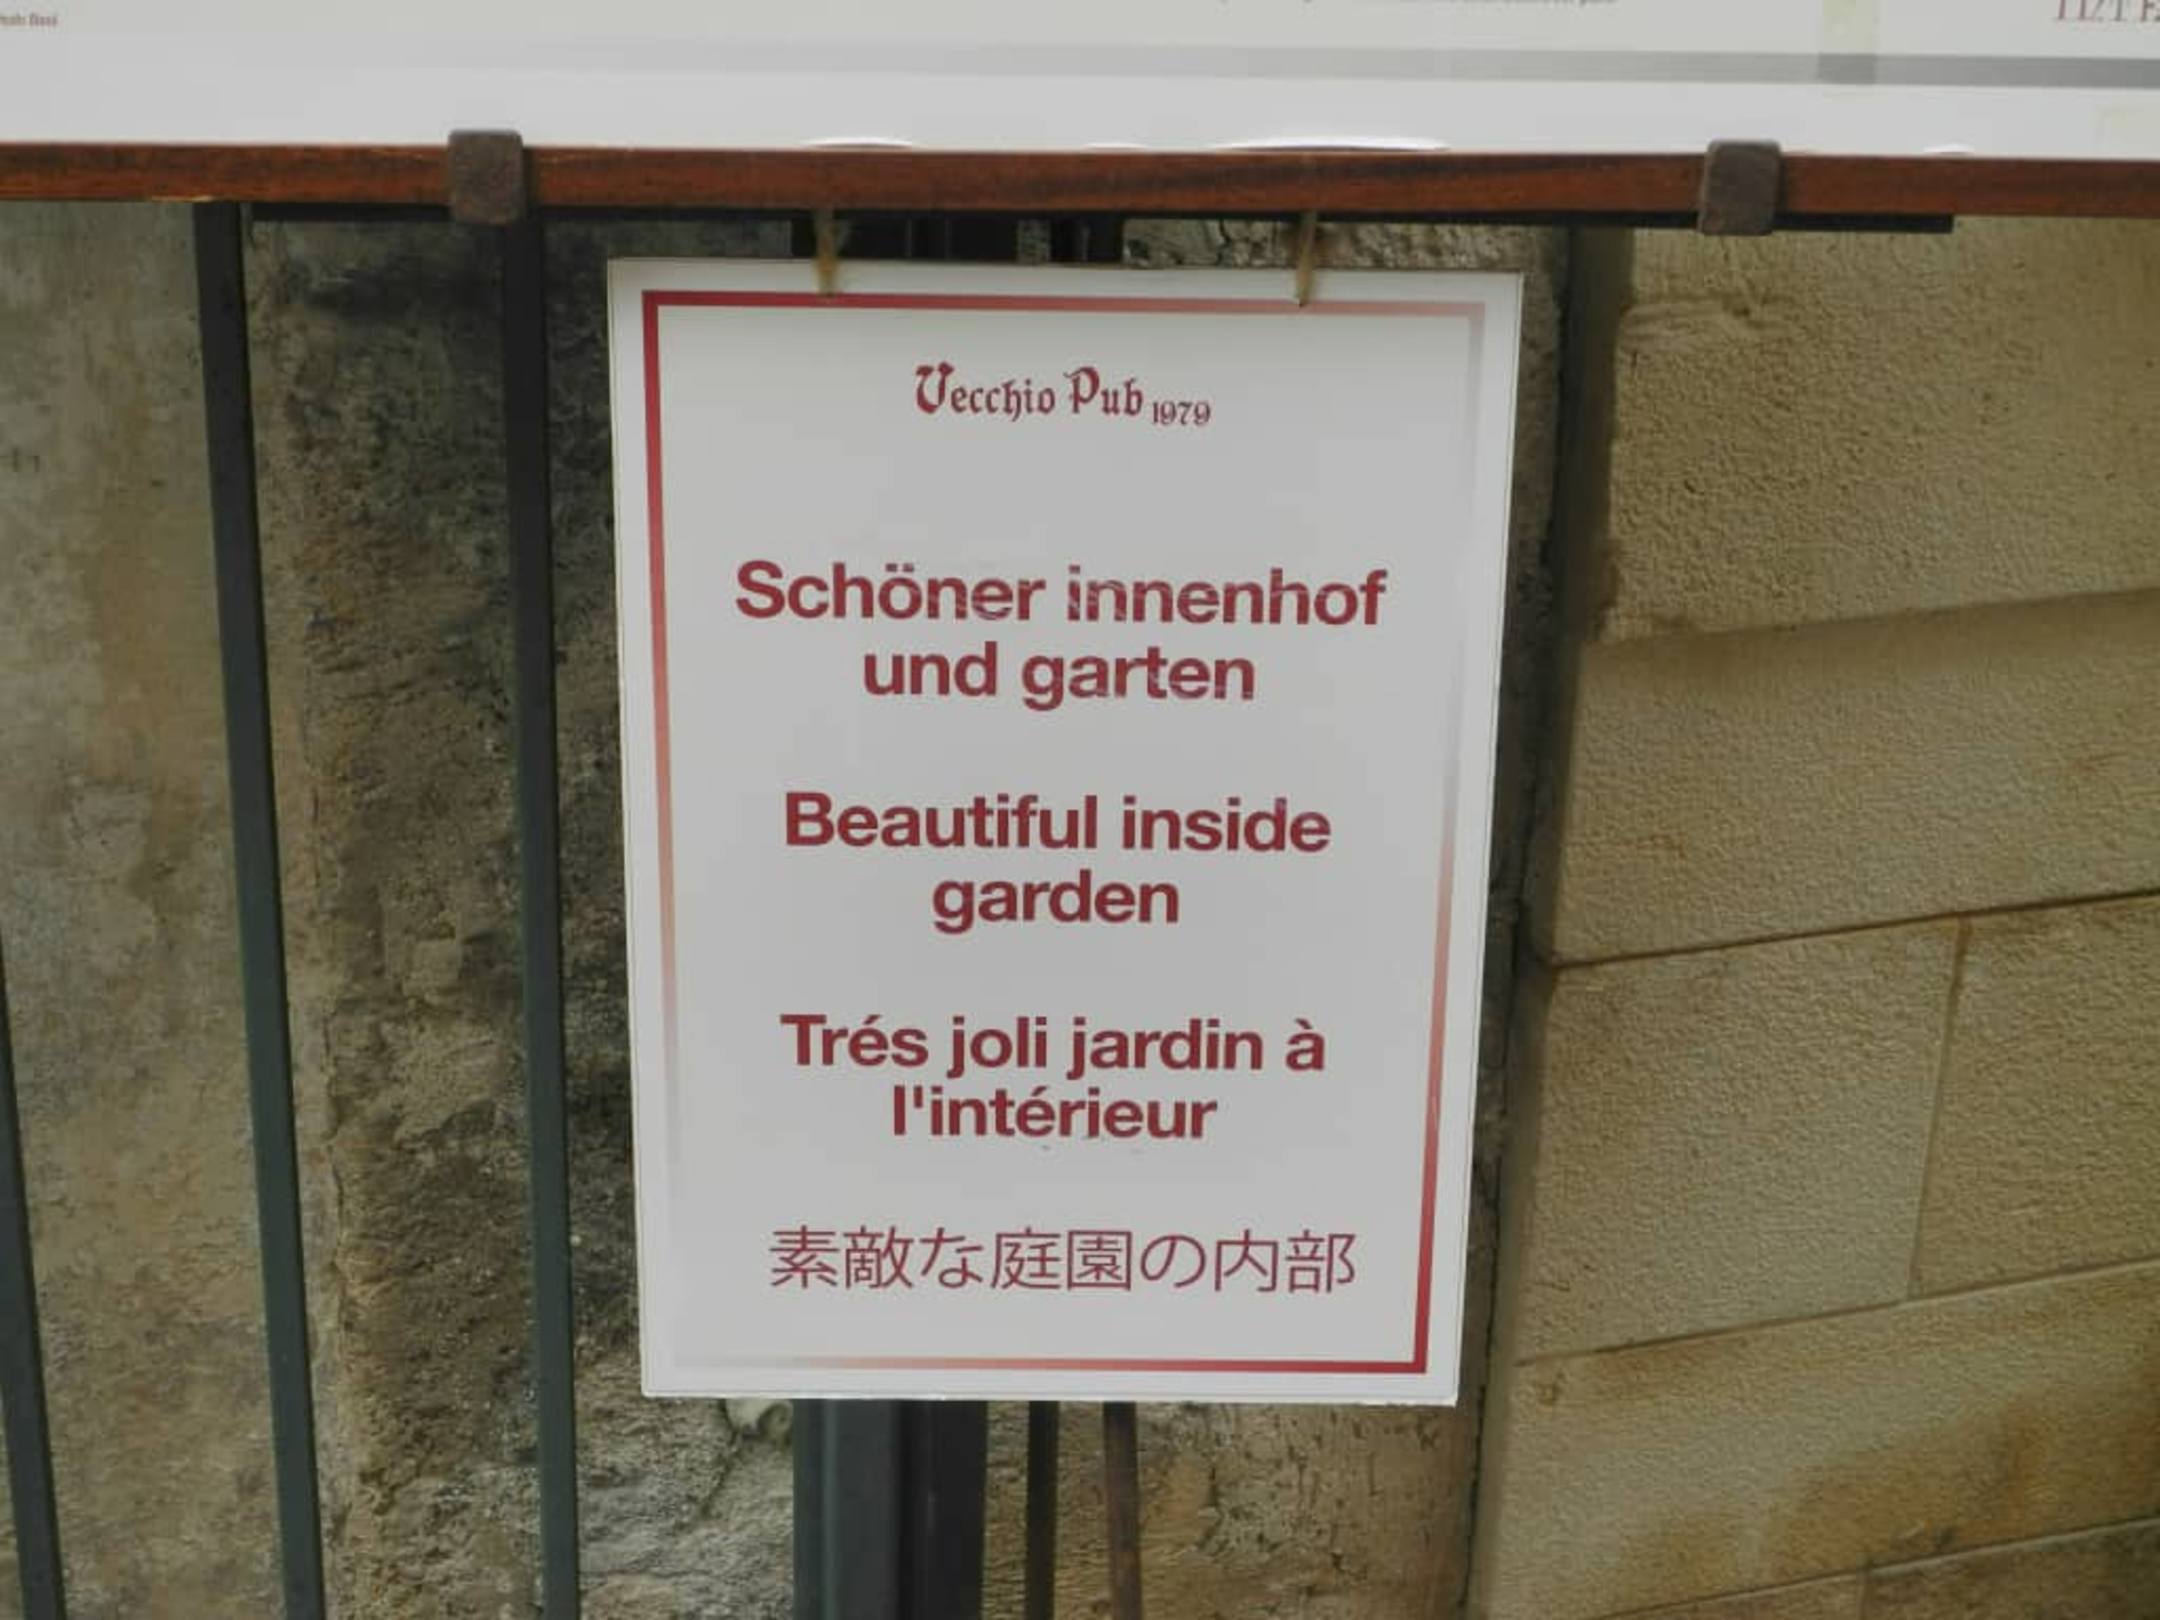 Vecchio Pub 1979
Schöner innenhof
und garten
Beautiful inside
garden
Trés joli jardin à
l'intérieur
素敵な庭園の内部